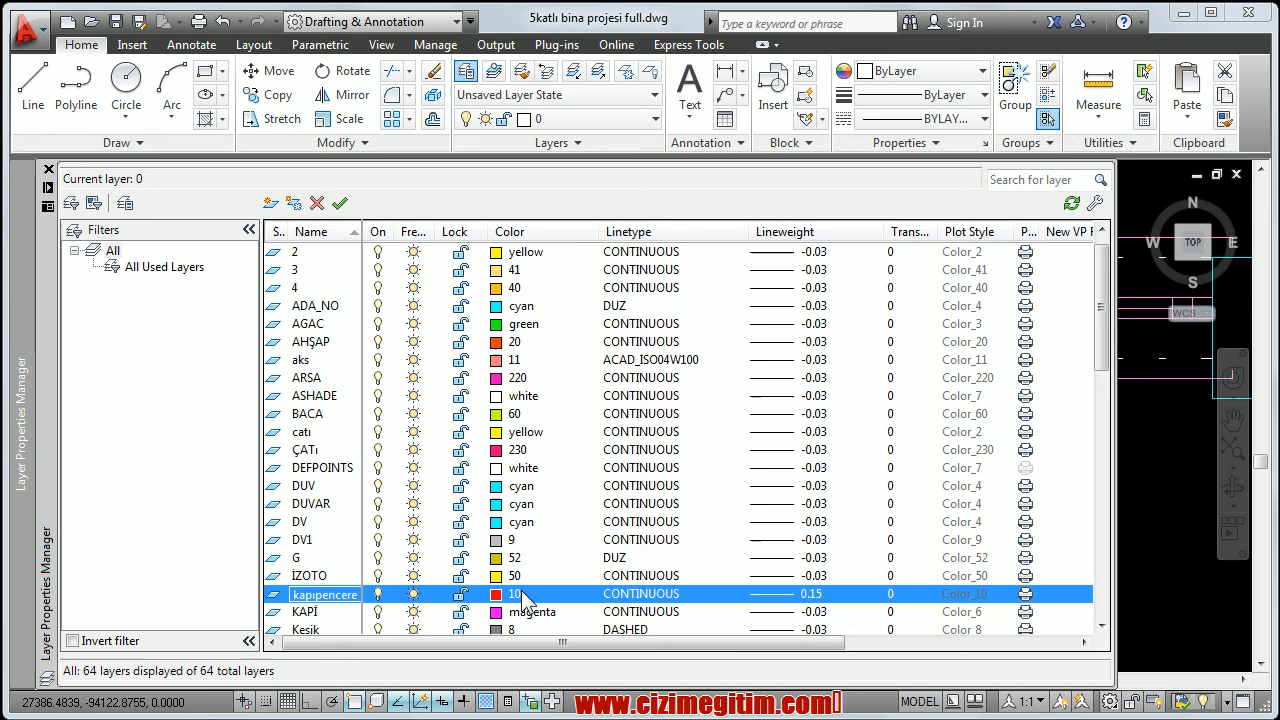 Drafting & Annotation
5katlı bina projesi full.dwg
Type a keyword or phrase
Sign In
Home Insert Annotate Layout Parametric View Manage Output Plug-ins Online Express Tools
Line Polyline Circle Arc
Move Rotate
Copy Mirror
Stretch Scale
Unsaved Layer State
0
Text
Insert
ByLayer
ByLayer
BYLAY...
Group
Measure
Paste
Draw Modify Layers Annotation Block Properties Groups Utilities Clipboard
Current layer: 0
Search for layer
Filters
All
All Used Layers
S.. Name On Fre... Lock Color Linetype Lineweight Trans... Plot Style P... New VP F
2 yellow CONTINUOUS -0.03 0 Color_2
3 41 CONTINUOUS -0.03 0 Color_41
4 40 CONTINUOUS -0.03 0 Color_40
ADA_NO cyan DUZ -0.03 0 Color_4
AGAC green CONTINUOUS -0.03 0 Color_3
AHŞAP 20 CONTINUOUS -0.03 0 Color_20
aks 11 ACAD_ISO04W100 -0.03 0 Color_11
ARSA 220 CONTINUOUS -0.03 0 Color_220
ASHADE white CONTINUOUS -0.03 0 Color_7
BACA 60 CONTINUOUS -0.03 0 Color_60
catı yellow CONTINUOUS -0.03 0 Color_2
ÇATı 230 CONTINUOUS -0.03 0 Color_230
DEFPOINTS white CONTINUOUS -0.03 0 Color_7
DUV cyan CONTINUOUS -0.03 0 Color_4
DUVAR cyan CONTINUOUS -0.03 0 Color_4
DV cyan CONTINUOUS -0.03 0 Color_4
DV1 9 CONTINUOUS -0.03 0 Color_9
G 52 DUZ -0.03 0 Color_52
İZOTO 50 CONTINUOUS -0.03 0 Color_50
kapıpencere 10 CONTINUOUS 0.15 0 Color_10
KAPİ magenta CONTINUOUS -0.03 0 Color_6
Kesik 8 DASHED -0.03 0 Color_8
Invert filter
All: 64 layers displayed of 64 total layers
Layer Properties Manager
Layer Properties Manager
N
W TOP E
S
WCS
www.cizimegitim.com
MODEL
1:1